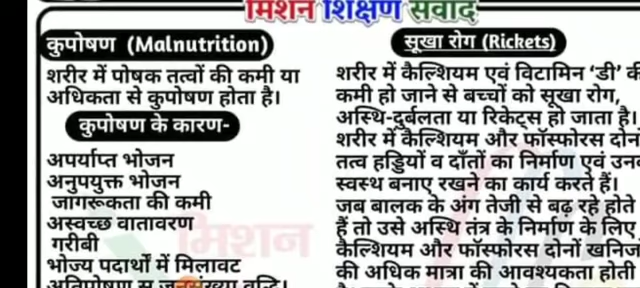 मिशन शिक्षण संवाद
कुपोषण (Malnutrition)
शरीर में पोषक तत्वों की कमी या
अधिकता से कुपोषण होता है।
कुपोषण के कारण-
अपर्याप्त भोजन
अनुपयुक्त भोजन
जागरूकता की कमी
अस्वच्छ वातावरण
गरीबी
भोज्य पदार्थों में मिलावट
सूखा रोग (Rickets)
शरीर में कैल्शियम एवं विटामिन ‘डी’ की
कमी हो जाने से बच्चों को सूखा रोग,
अस्थि-दुर्बलता या रिकेट्स हो जाता है।
शरीर में कैल्शियम और फॉस्फोरस दोन
तत्व हड्डियों व दाँतों का निर्माण एवं उन
स्वस्थ बनाए रखने का कार्य करते हैं।
जब बालक के अंग तेजी से बढ़ रहे होते
हैं तो उसे अस्थि तंत्र के निर्माण के लिए
कैल्शियम और फॉस्फोरस दोनों खनिज
की अधिक मात्रा की आवश्यकता होती
मिशन